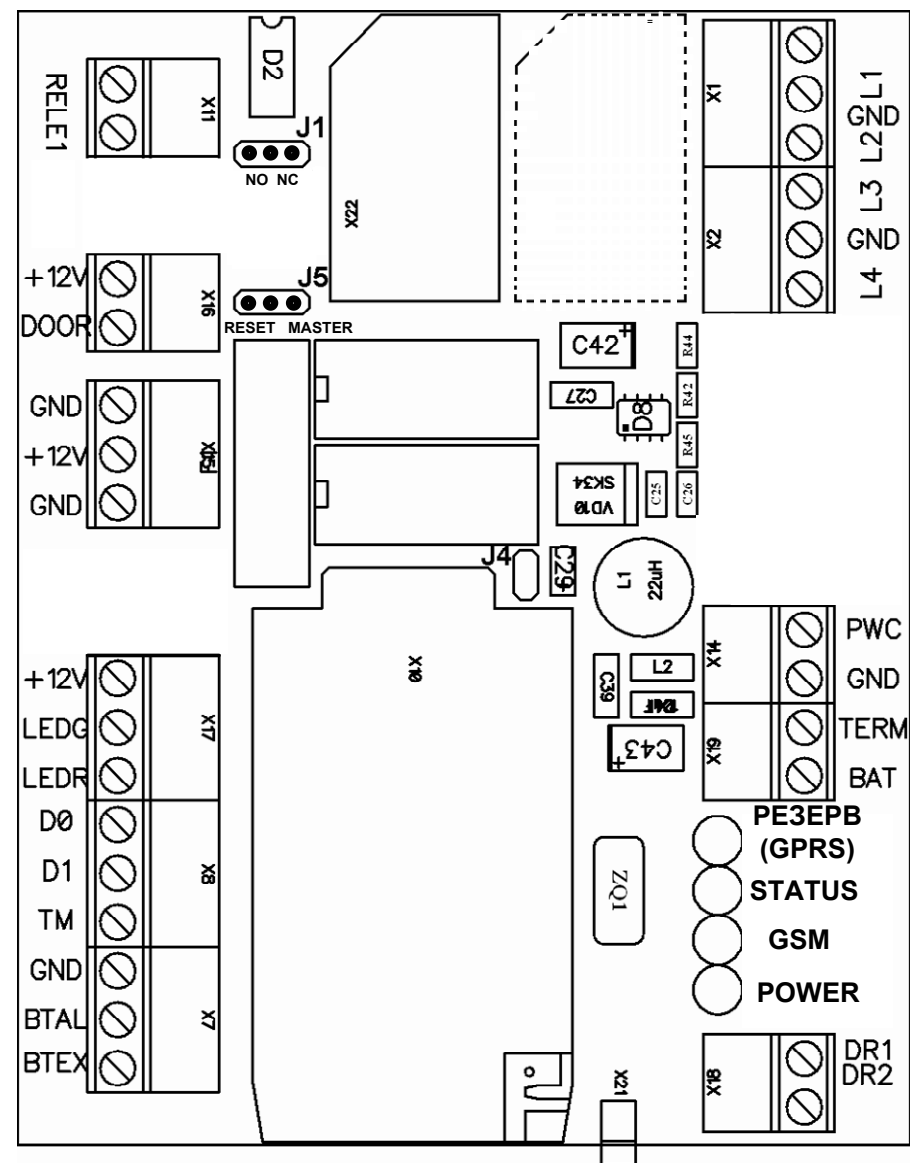 RELE1
X11
D2
J1
NO NC
X22
X1
L1
GND
L2
X2
L3
GND
L4
+12V
DOOR
X16
J5
RESET MASTER
GND
+12V
GND
C42
+
C27
D8
R44
R42
R45
VD10
SK34
C25
C26
J4
C29
+
L1
22uH
X10
X14
PWC
GND
C39
L2
C43
+
X19
TERM
BAT
+12V
LEDG
LEDR
X17
D0
D1
TM
X8
GND
BTAL
BTEX
X7
ZQ1
PE3EPB
(GPRS)
STATUS
GSM
POWER
X21
X18
DR1
DR2